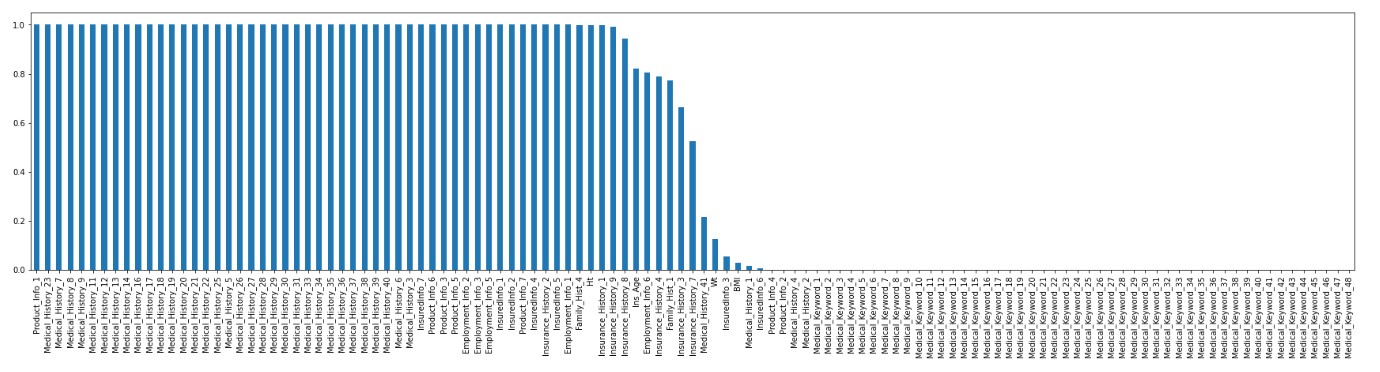 1.0
0.8
0.6
0.4
0.2
0.0
Product_Info_1
Medical_History_23
Medical_History_7
Medical_History_8
Medical_History_9
Medical_History_11
Medical_History_12
Medical_History_13
Medical_History_14
Medical_History_16
Medical_History_17
Medical_History_18
Medical_History_19
Medical_History_20
Medical_History_21
Medical_History_22
Medical_History_25
Medical_History_5
Medical_History_26
Medical_History_27
Medical_History_28
Medical_History_29
Medical_History_30
Medical_History_31
Medical_History_33
Medical_History_34
Medical_History_35
Medical_History_36
Medical_History_37
Medical_History_38
Medical_History_39
Medical_History_40
Medical_History_6
Medical_History_3
InsuredInfo_7
Product_Info_6
Product_Info_3
Product_Info_5
Employment_Info_2
Employment_Info_3
Employment_Info_5
InsuredInfo_1
InsuredInfo_2
Product_Info_7
InsuredInfo_4
Insurance_History_2
InsuredInfo_5
Employment_Info_1
Family_Hist_4
Ht
Insurance_History_1
Insurance_History_9
Insurance_History_8
Ins_Age
Employment_Info_6
Insurance_History_4
Family_Hist_1
Insurance_History_3
Insurance_History_7
Medical_History_41
Wt
InsuredInfo_3
BMI
Medical_History_1
InsuredInfo_6
Product_Info_4
Product_Info_2
Medical_History_4
Medical_History_2
Medical_Keyword_1
Medical_Keyword_2
Medical_Keyword_3
Medical_Keyword_4
Medical_Keyword_5
Medical_Keyword_6
Medical_Keyword_7
Medical_Keyword_8
Medical_Keyword_9
Medical_Keyword_10
Medical_Keyword_11
Medical_Keyword_12
Medical_Keyword_13
Medical_Keyword_14
Medical_Keyword_15
Medical_Keyword_16
Medical_Keyword_17
Medical_Keyword_18
Medical_Keyword_19
Medical_Keyword_20
Medical_Keyword_21
Medical_Keyword_22
Medical_Keyword_23
Medical_Keyword_24
Medical_Keyword_25
Medical_Keyword_26
Medical_Keyword_27
Medical_Keyword_28
Medical_Keyword_29
Medical_Keyword_30
Medical_Keyword_31
Medical_Keyword_32
Medical_Keyword_33
Medical_Keyword_34
Medical_Keyword_35
Medical_Keyword_36
Medical_Keyword_37
Medical_Keyword_38
Medical_Keyword_39
Medical_Keyword_40
Medical_Keyword_41
Medical_Keyword_42
Medical_Keyword_43
Medical_Keyword_44
Medical_Keyword_45
Medical_Keyword_46
Medical_Keyword_47
Medical_Keyword_48